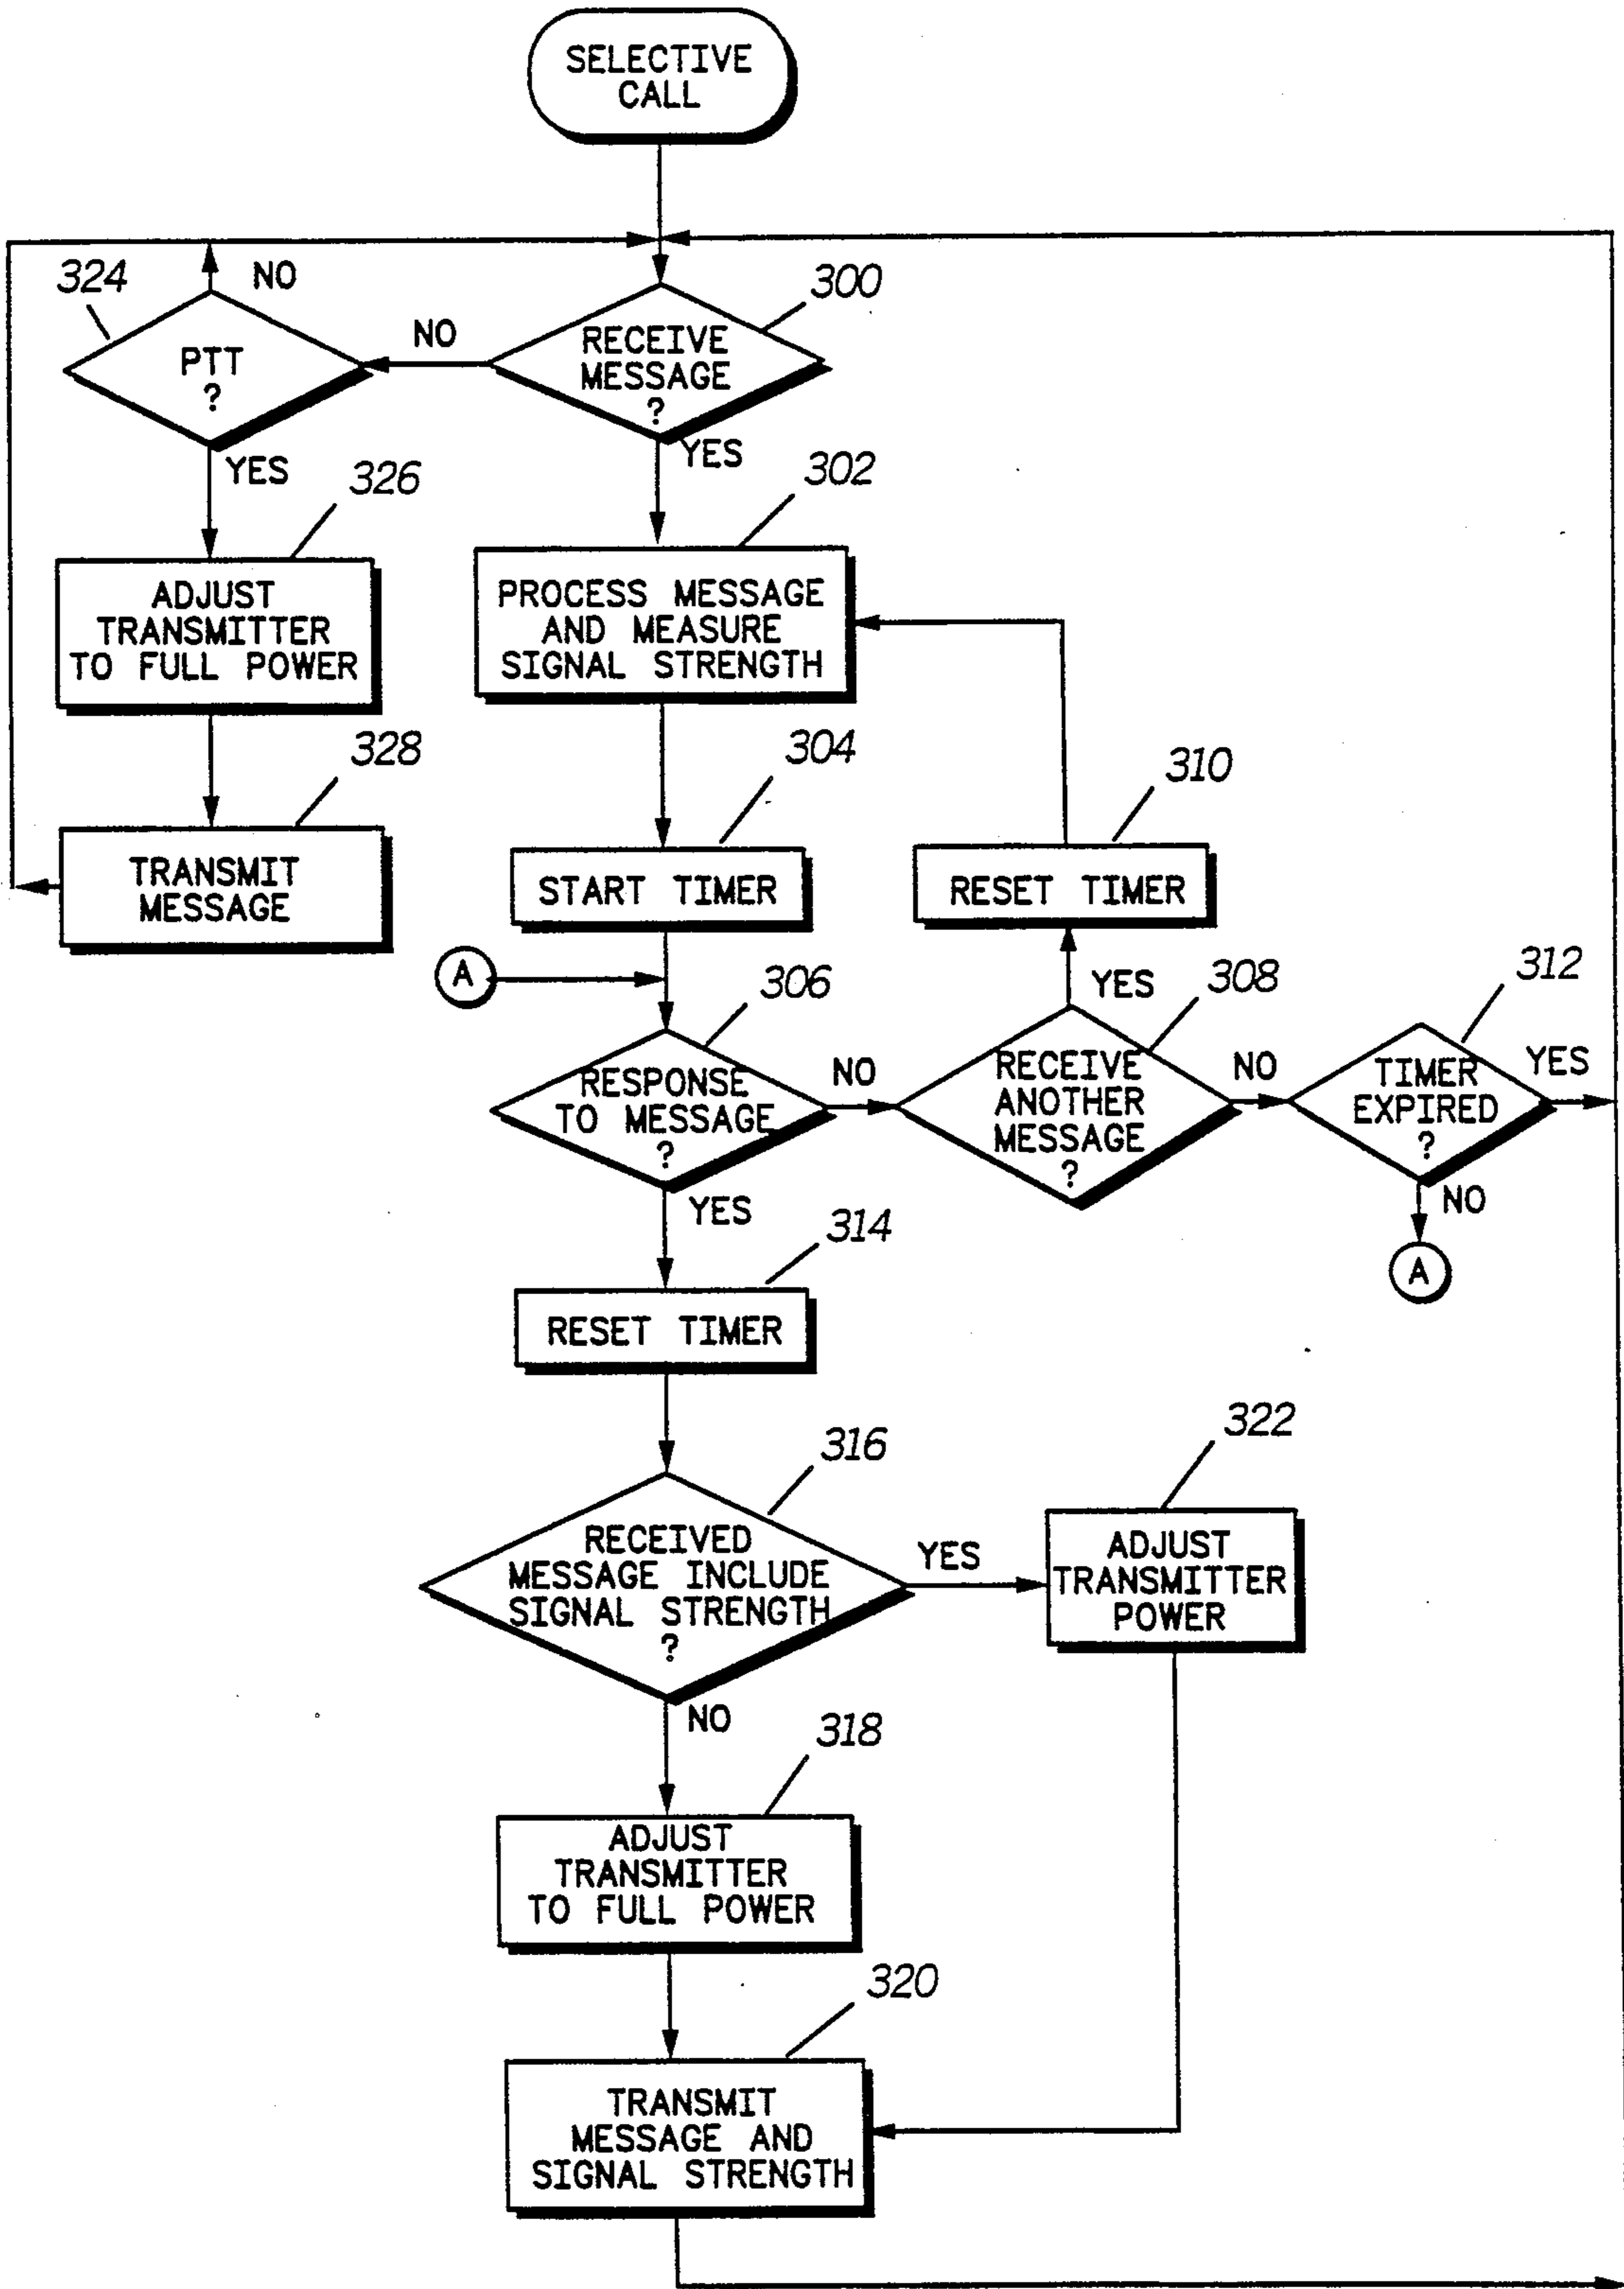 SELECTIVE
CALL
324
NO
300
PTT
?
NO
RECEIVE
MESSAGE
?
YES
YES
326
302
ADJUST
TRANSMITTER
TO FULL POWER
PROCESS MESSAGE
AND MEASURE
SIGNAL STRENGTH
328
304
310
TRANSMIT
MESSAGE
START TIMER
RESET TIMER
A
306
YES
308
312
RESPONSE
TO MESSAGE
?
NO
RECEIVE
ANOTHER
MESSAGE
?
NO
TIMER
EXPIRED
?
YES
YES
NO
314
A
RESET TIMER
316
322
RECEIVED
MESSAGE INCLUDE
SIGNAL STRENGTH
?
YES
ADJUST
TRANSMITTER
POWER
NO
318
ADJUST
TRANSMITTER
TO FULL POWER
320
TRANSMIT
MESSAGE AND
SIGNAL STRENGTH